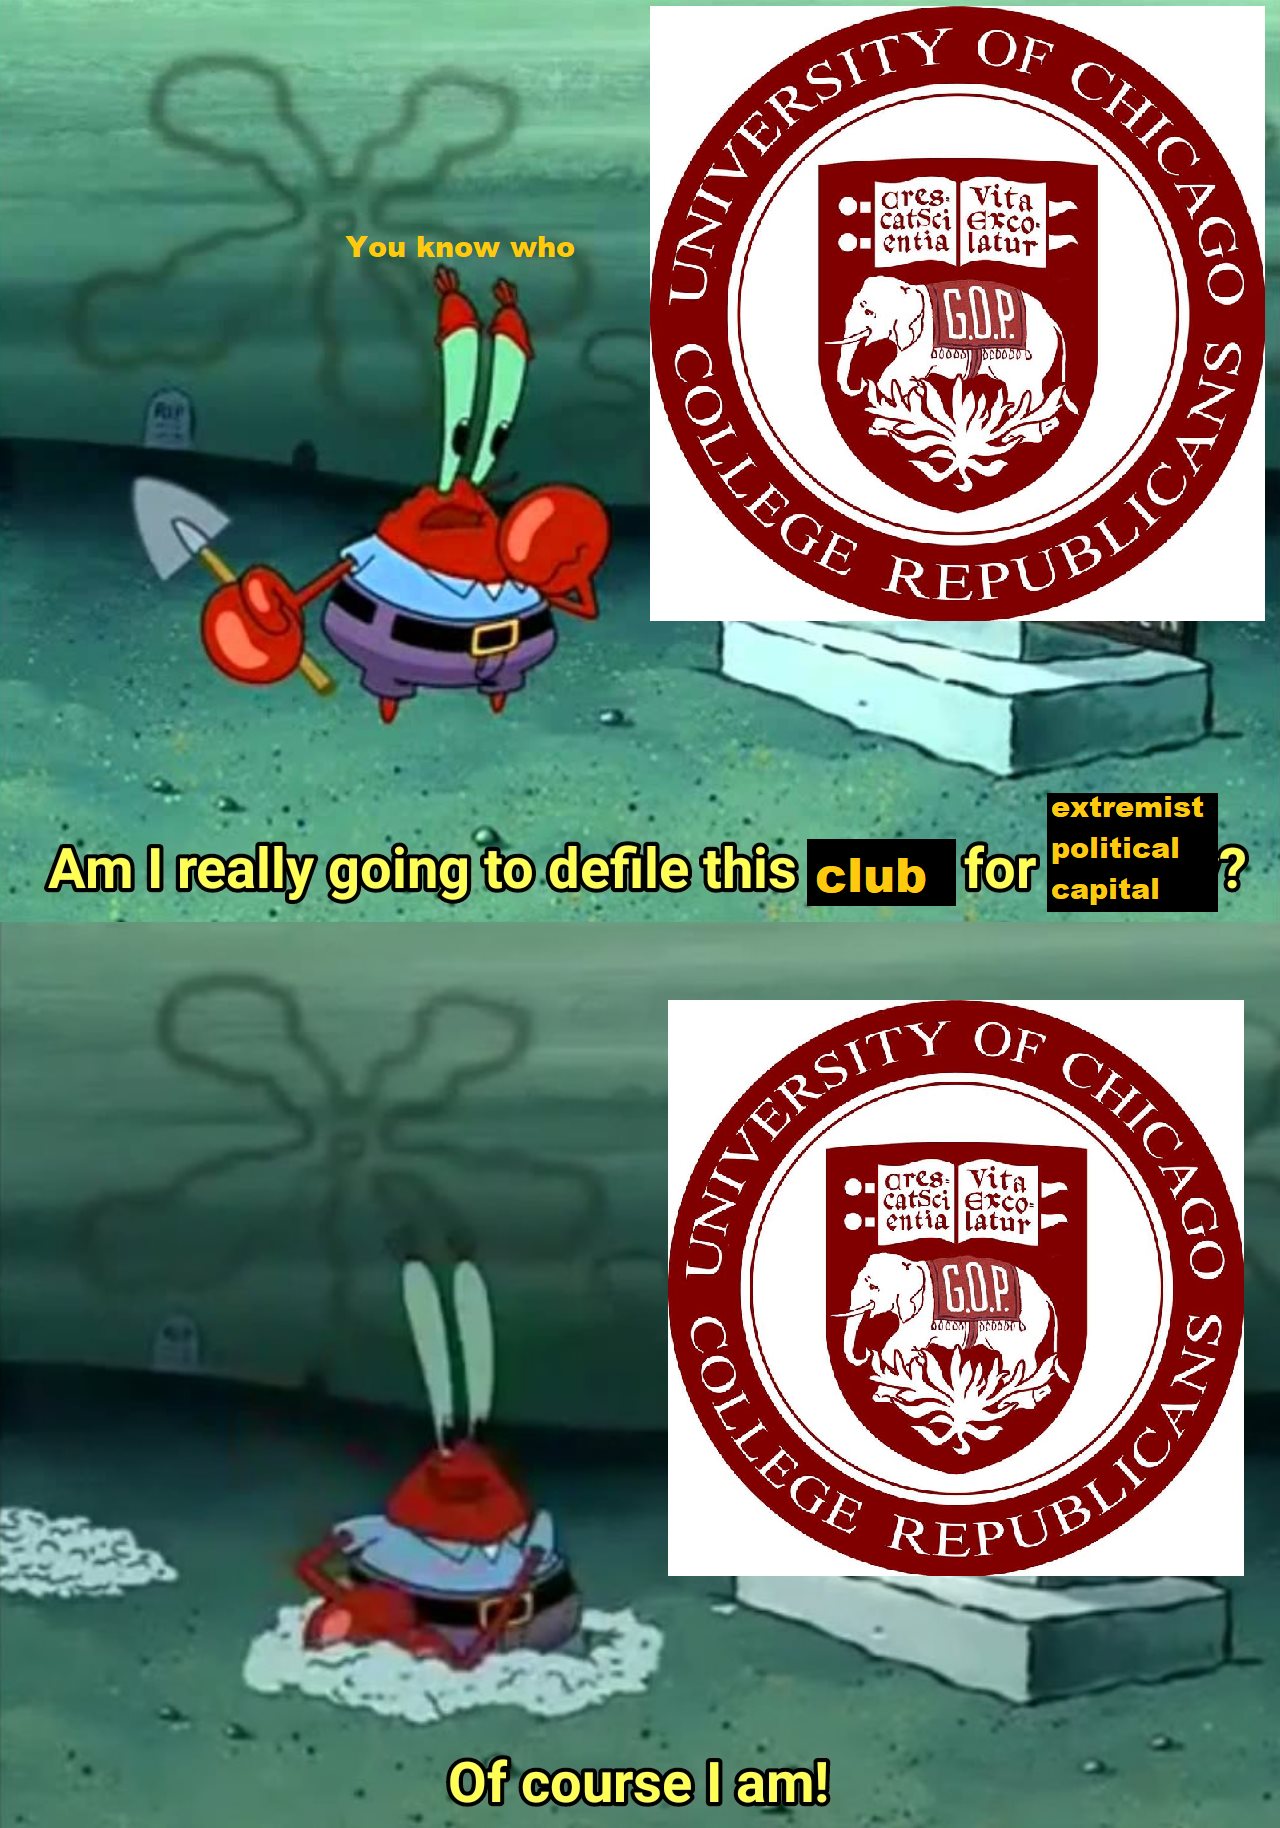 UNIVERSITY OF CHICAGO
COLLEGE REPUBLICANS
Cres- Vita
catSci Exco-
entia latur
G.O.P.
You know who
RIP
Am I really going to defile this club for extremist
political
capital ?
UNIVERSITY OF CHICAGO
COLLEGE REPUBLICANS
Cres- Vita
catSci Exco-
entia latur
G.O.P.
RIP
Of course I am!